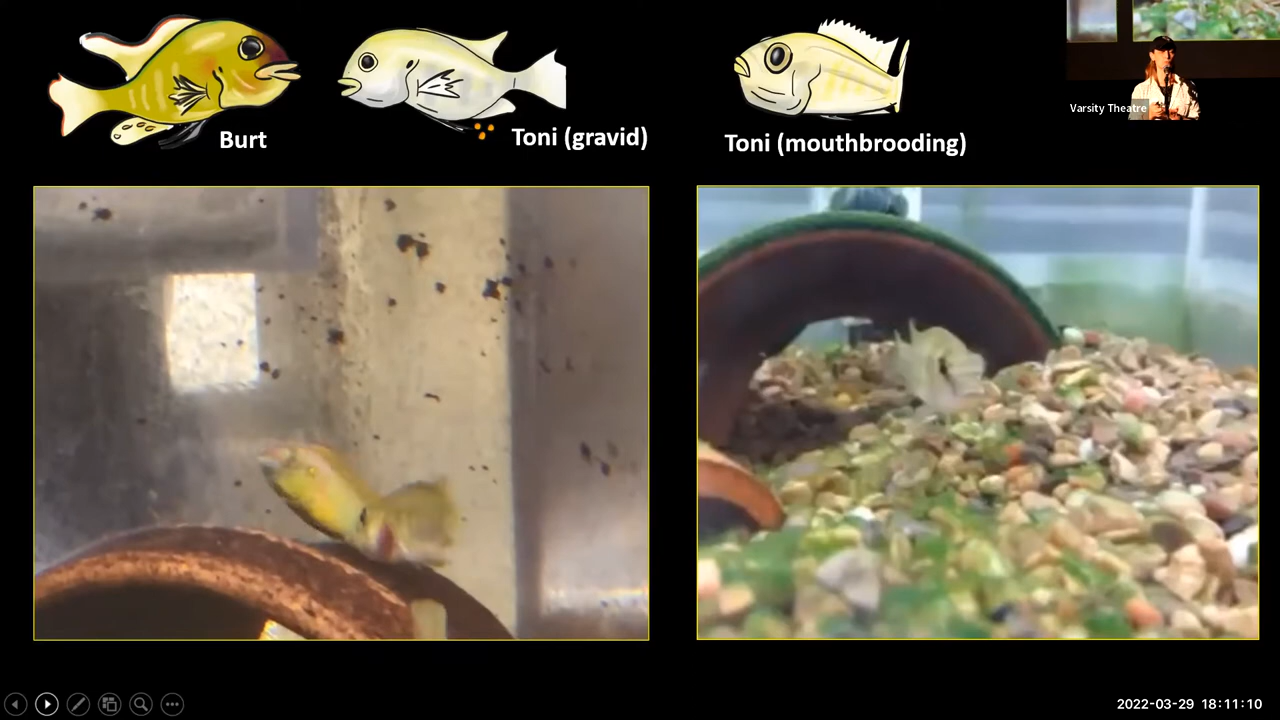 Varsity Theatre
Burt
Toni (gravid)
Toni (mouthbrooding)
2022-03-29 18:11:10